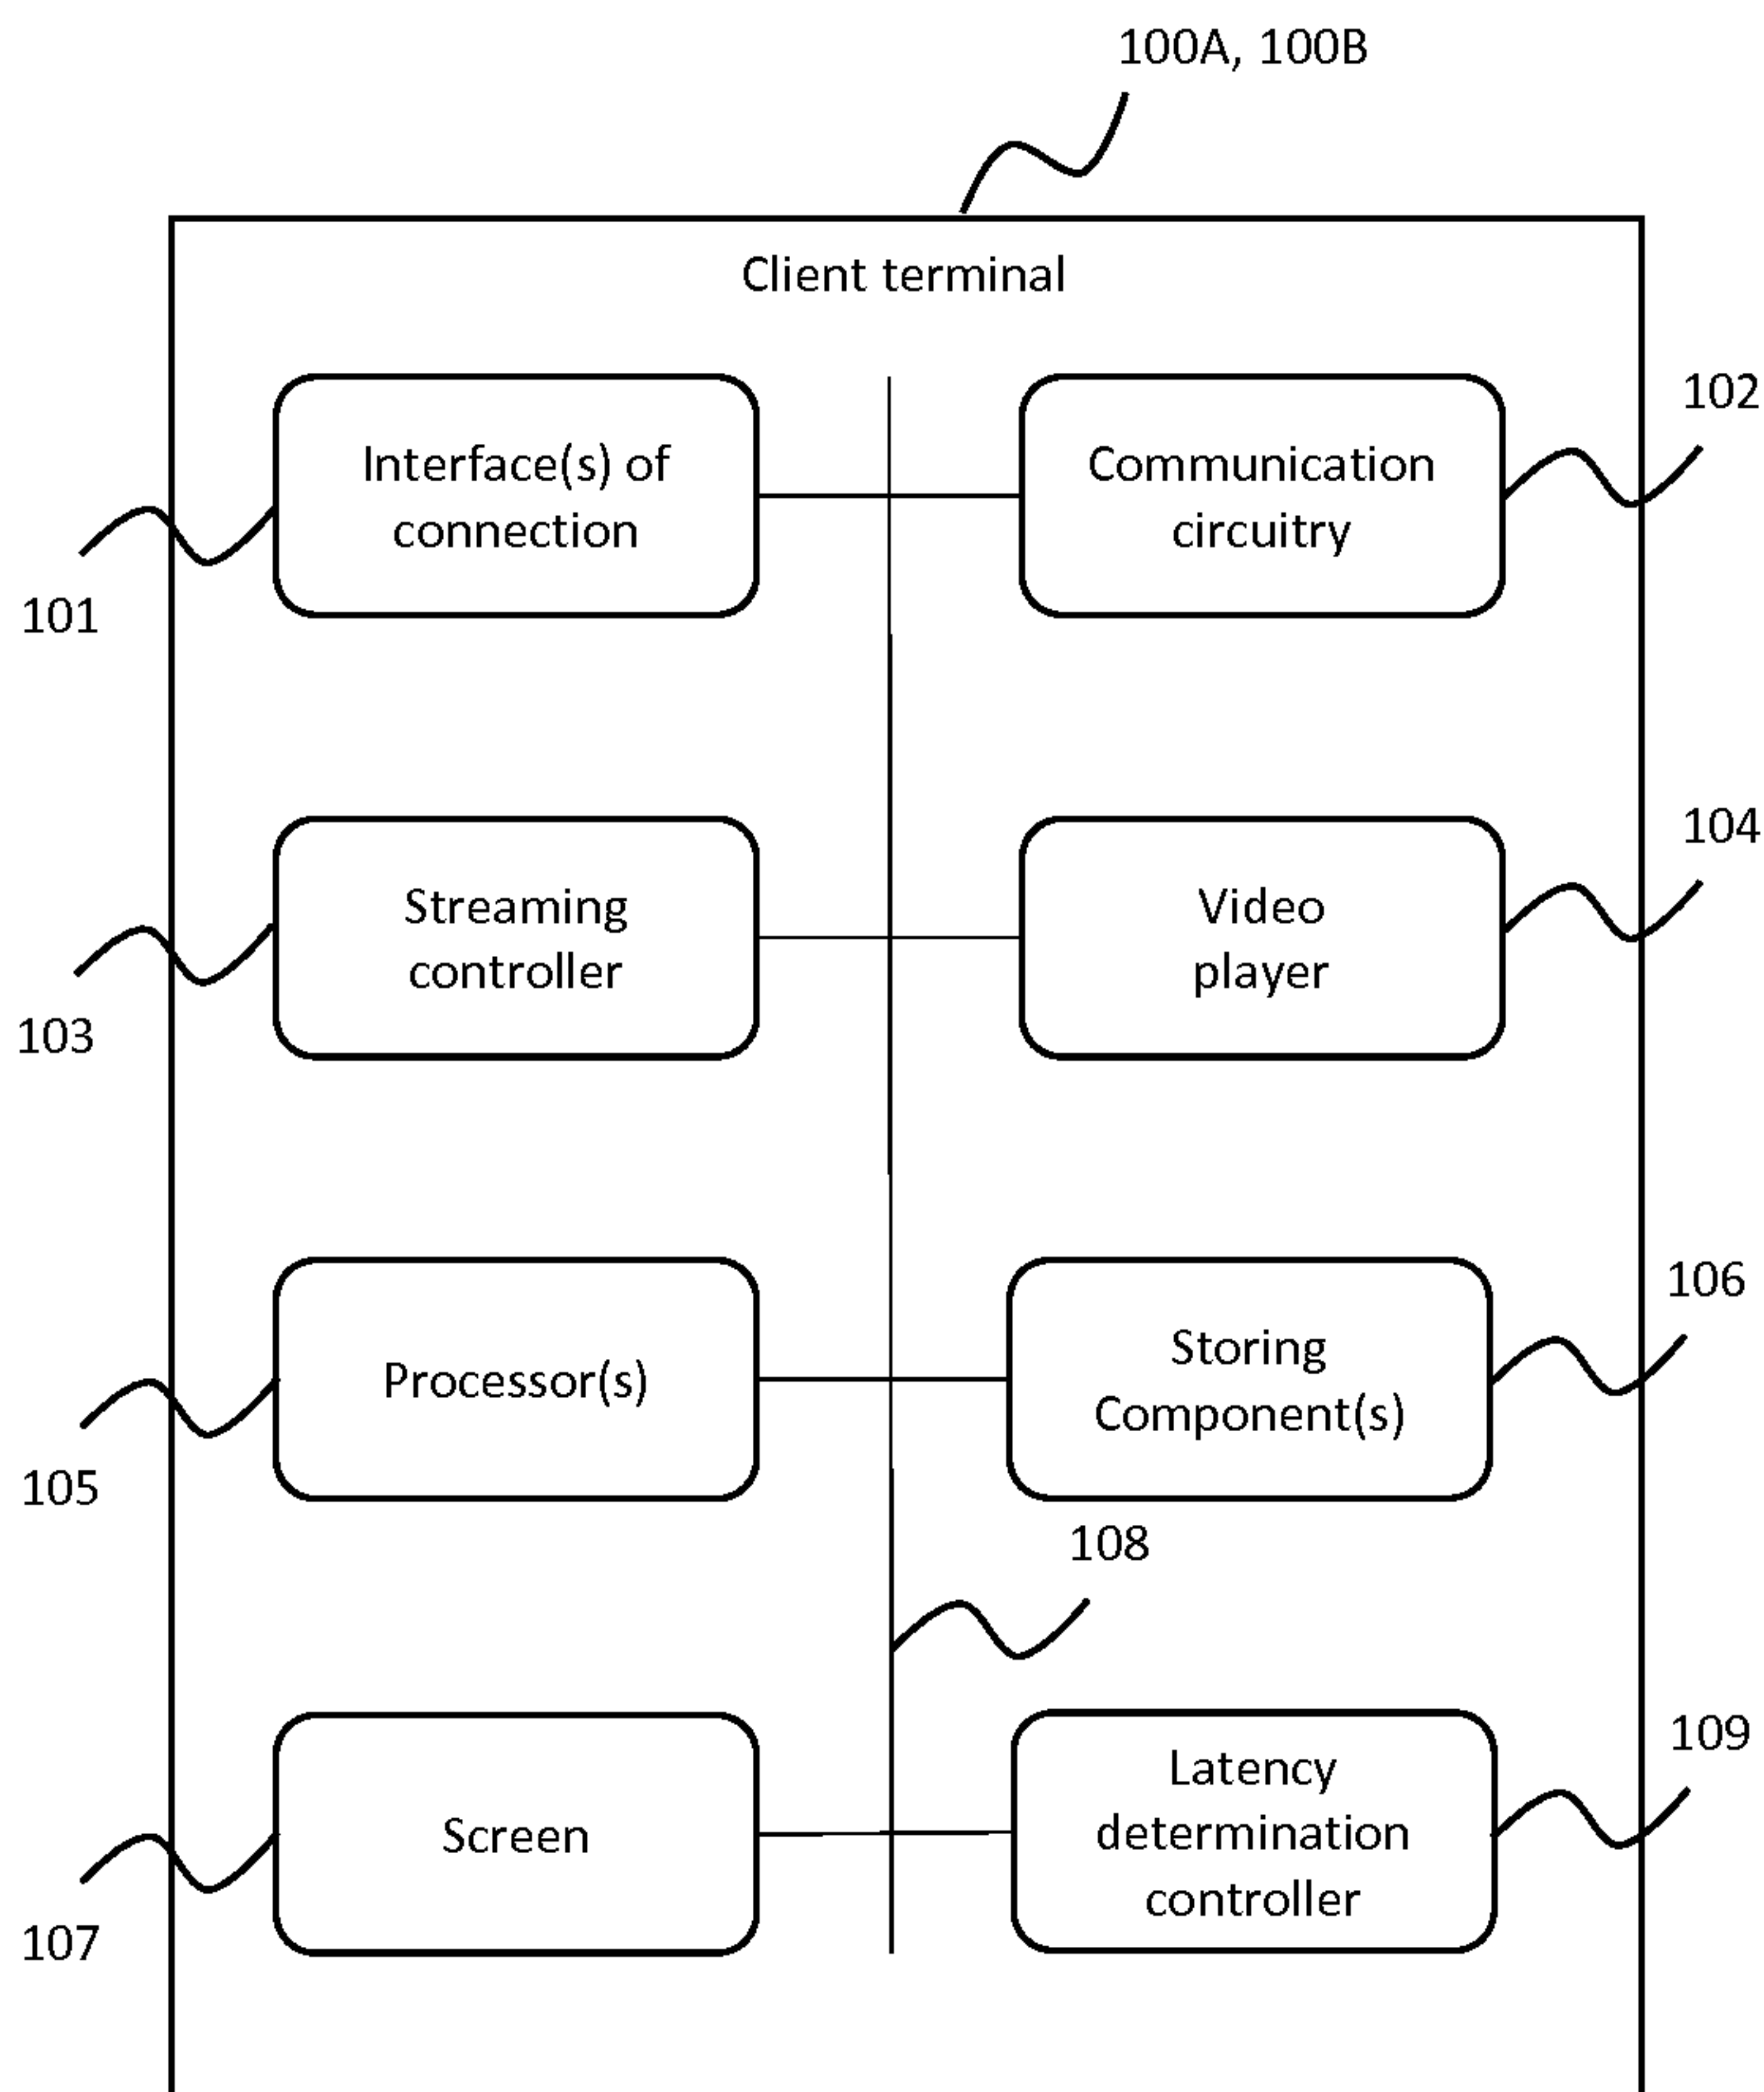 100A, 100B
Client terminal
Interface(s) of
connection
101
Communication
circuitry
102
Streaming
controller
103
Video
player
104
Processor(s)
105
Storing
Component(s)
106
108
Screen
107
Latency
determination
controller
109